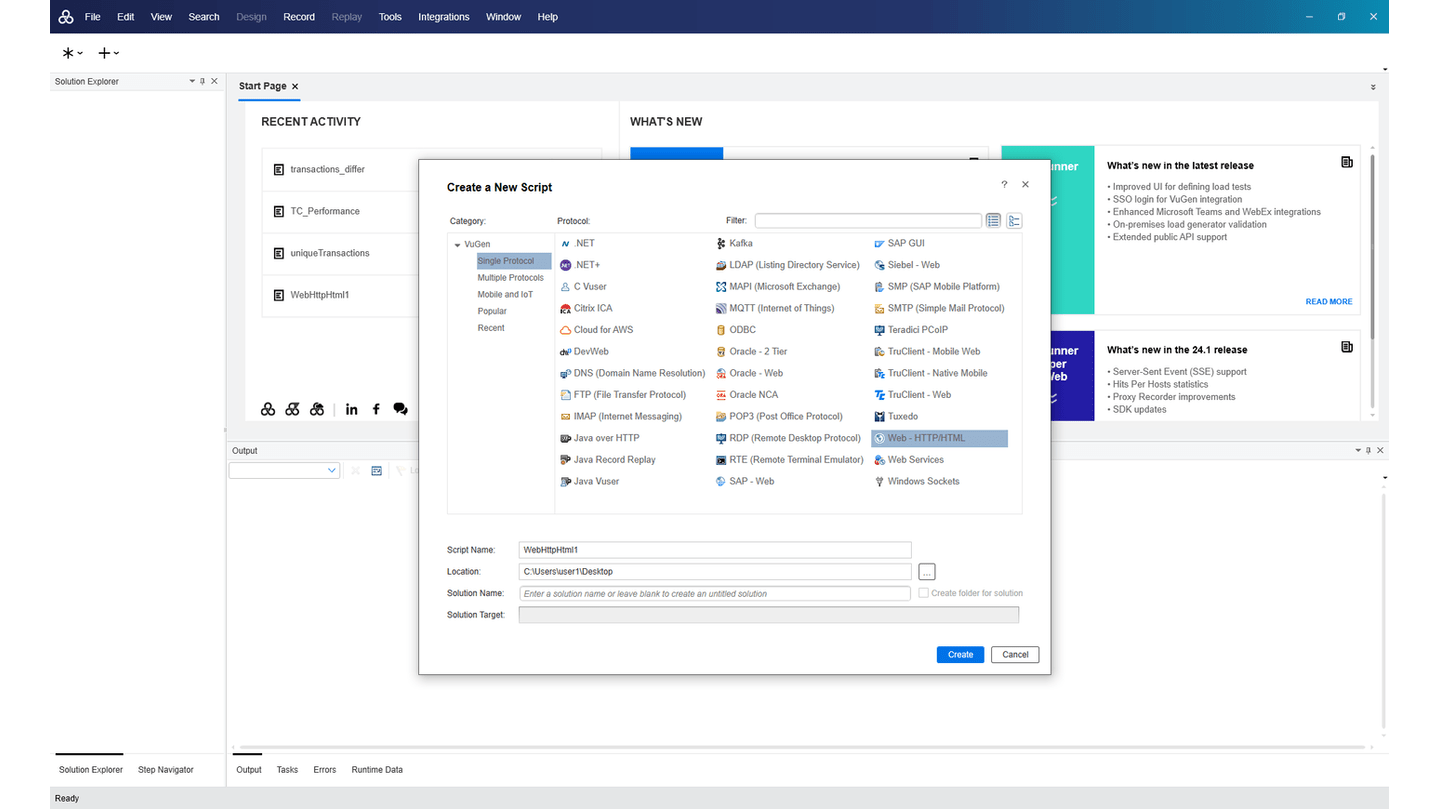 File Edit View Search Design Record Replay Tools Integrations Window Help
Solution Explorer
Start Page
RECENT ACTIVITY
transactions_differ
TC_Performance
uniqueTransactions
WebHttpHtml1
WHAT'S NEW
What's new in the latest release
• Improved UI for defining load tests
• SSO login for VuGen integration
• Enhanced Microsoft Teams and WebEx integrations
• On-premises load generator validation
• Extended public API support
READ MORE
What's new in the 24.1 release
• Server-Sent Event (SSE) support
• Hits Per Hosts statistics
• Proxy Recorder improvements
• SDK updates
Create a New Script
Category:
Protocol:
Filter:
VuGen
Single Protocol
Multiple Protocols
Mobile and IoT
Popular
Recent
.NET
.NET+
C Vuser
Citrix ICA
Cloud for AWS
DevWeb
DNS (Domain Name Resolution)
FTP (File Transfer Protocol)
IMAP (Internet Messaging)
Java over HTTP
Java Record Replay
Java Vuser
Kafka
LDAP (Listing Directory Service)
MAPI (Microsoft Exchange)
MQTT (Internet of Things)
ODBC
Oracle - 2 Tier
Oracle - Web
Oracle NCA
POP3 (Post Office Protocol)
RDP (Remote Desktop Protocol)
RTE (Remote Terminal Emulator)
SAP - Web
SAP GUI
Siebel - Web
SMP (SAP Mobile Platform)
SMTP (Simple Mail Protocol)
Teradici PCoIP
TruClient - Mobile Web
TruClient - Native Mobile
TruClient - Web
Tuxedo
Web - HTTP/HTML
Web Services
Windows Sockets
Script Name: WebHttpHtml1
Location: C:\Users\user1\Desktop ...
Solution Name: Enter a solution name or leave blank to create an untitled solution Create folder for solution
Solution Target:
Create Cancel
Output
Solution Explorer Step Navigator
Output Tasks Errors Runtime Data
Ready